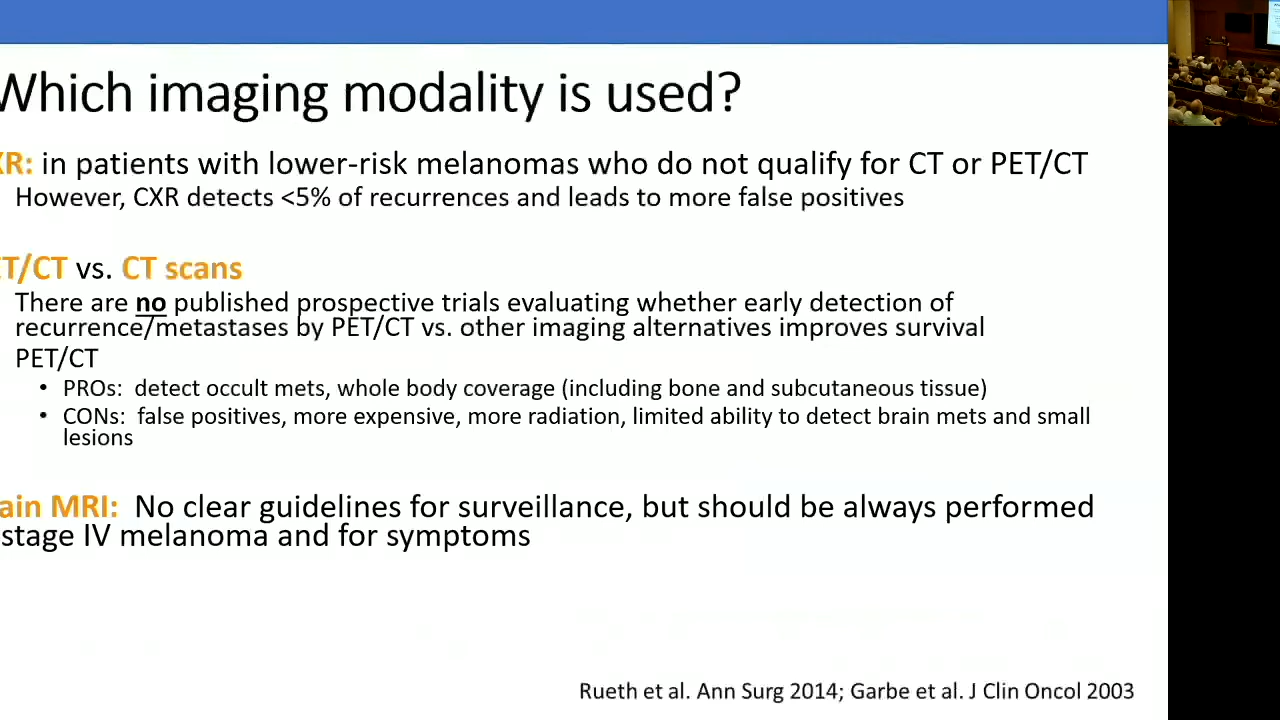 Which imaging modality is used?
XR: in patients with lower-risk melanomas who do not qualify for CT or PET/CT
However, CXR detects <5% of recurrences and leads to more false positives
ET/CT vs. CT scans
There are no published prospective trials evaluating whether early detection of
recurrence/metastases by PET/CT vs. other imaging alternatives improves survival
PET/CT
• PROs: detect occult mets, whole body coverage (including bone and subcutaneous tissue)
• CONs: false positives, more expensive, more radiation, limited ability to detect brain mets and small
lesions
ain MRI: No clear guidelines for surveillance, but should be always performed
stage IV melanoma and for symptoms
Rueth et al. Ann Surg 2014; Garbe et al. J Clin Oncol 2003